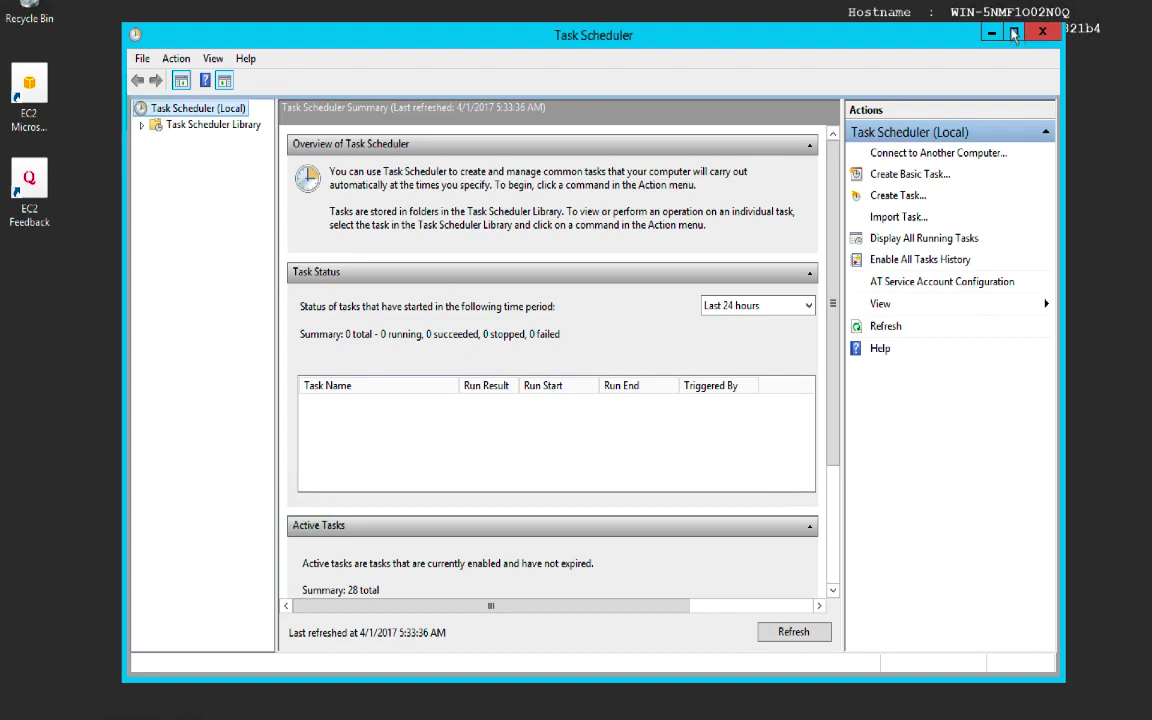 Recycle Bin
Hostname : WIN-5NMF1O02N0Q
321b4
Task Scheduler
File Action View Help
EC2
Micros...
EC2
Feedback
Task Scheduler (Local)
Task Scheduler Library
Task Scheduler Summary (Last refreshed: 4/1/2017 5:33:36 AM)
Overview of Task Scheduler
You can use Task Scheduler to create and manage common tasks that your computer will carry out
automatically at the times you specify. To begin, click a command in the Action menu.
Tasks are stored in folders in the Task Scheduler Library. To view or perform an operation on an individual task,
select the task in the Task Scheduler Library and click on a command in the Action menu.
Task Status
Status of tasks that have started in the following time period: Last 24 hours
Summary: 0 total - 0 running, 0 succeeded, 0 stopped, 0 failed
Task Name Run Result Run Start Run End Triggered By
Active Tasks
Active tasks are tasks that are currently enabled and have not expired.
Summary: 28 total
Last refreshed at 4/1/2017 5:33:36 AM
Refresh
Actions
Task Scheduler (Local)
Connect to Another Computer...
Create Basic Task...
Create Task...
Import Task...
Display All Running Tasks
Enable All Tasks History
AT Service Account Configuration
View
Refresh
Help